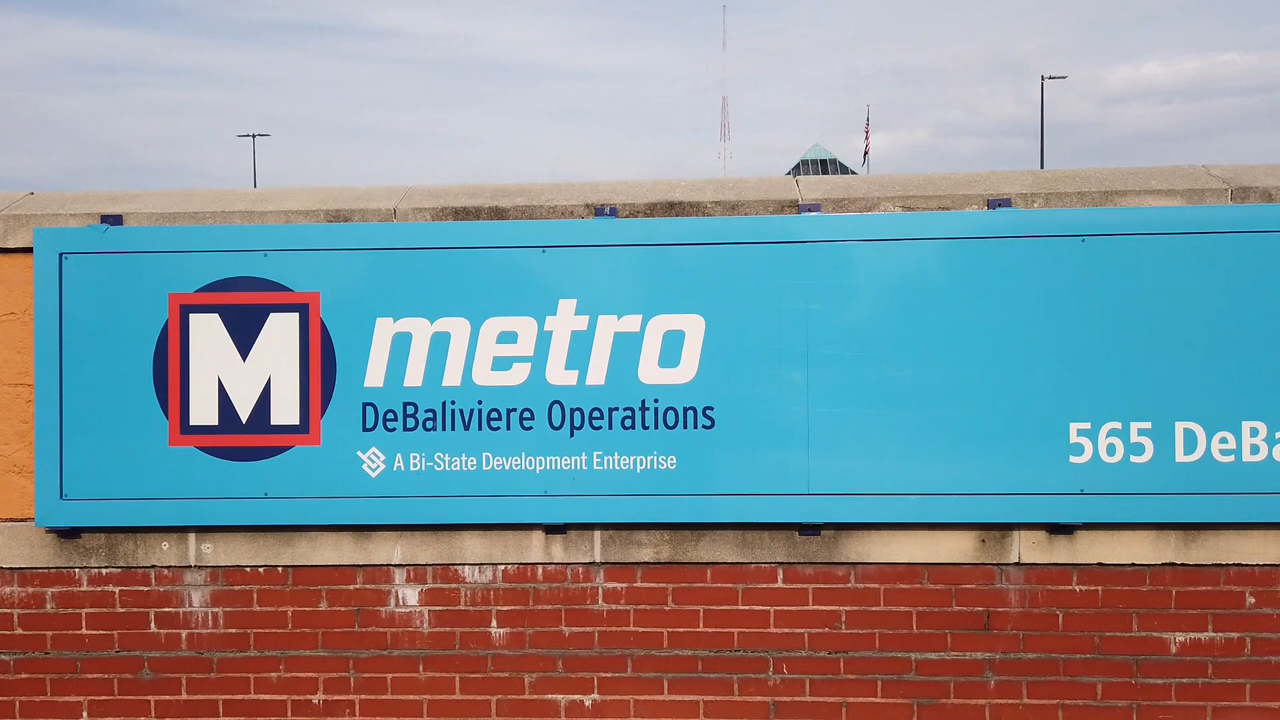 M
metro
DeBaliviere Operations
A Bi-State Development Enterprise
565